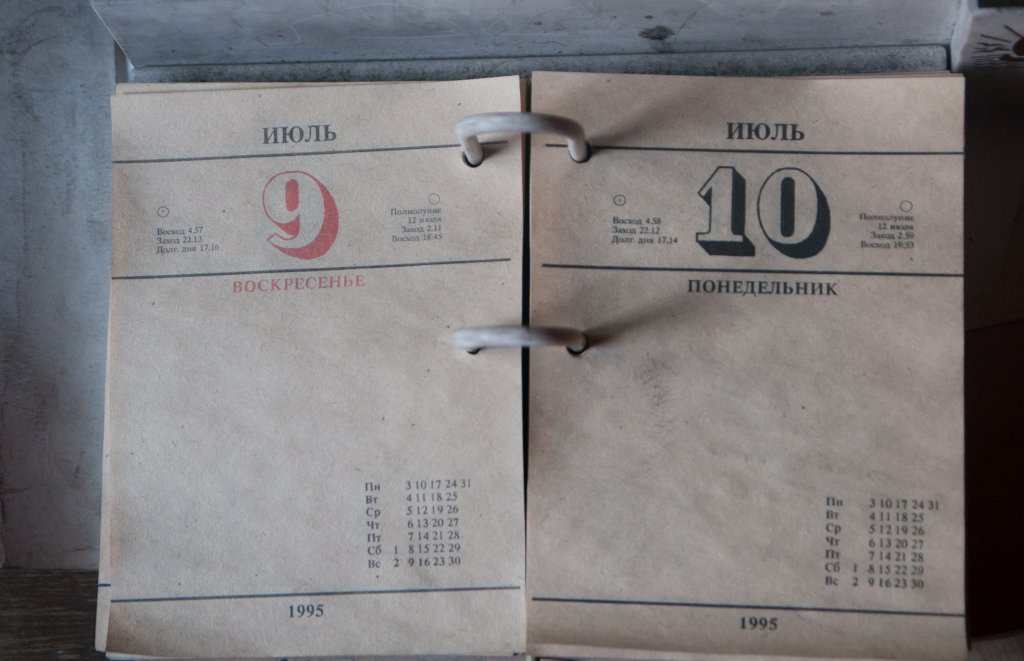 ИЮЛЬ
9
Восход 4.57
Заход 22.13
Долг. дня 17.16
Полнолуние
12 июля
Заход 2.11
Восход 18.45
ВОСКРЕСЕНЬЕ
Пн 3 10 17 24 31
Вт 4 11 18 25
Ср 5 12 19 26
Чт 6 13 20 27
Пт 7 14 21 28
Сб 1 8 15 22 29
Вс 2 9 16 23 30
1995
ИЮЛЬ
10
Восход 4.58
Заход 22.12
Долг. дня 17.14
Полнолуние
12 июля
Заход 2.59
Восход 19.53
ПОНЕДЕЛЬНИК
Пн 3 10 17 24 31
Вт 4 11 18 25
Ср 5 12 19 26
Чт 6 13 20 27
Пт 7 14 21 28
Сб 1 8 15 22 29
Вс 2 9 16 23 30
1995